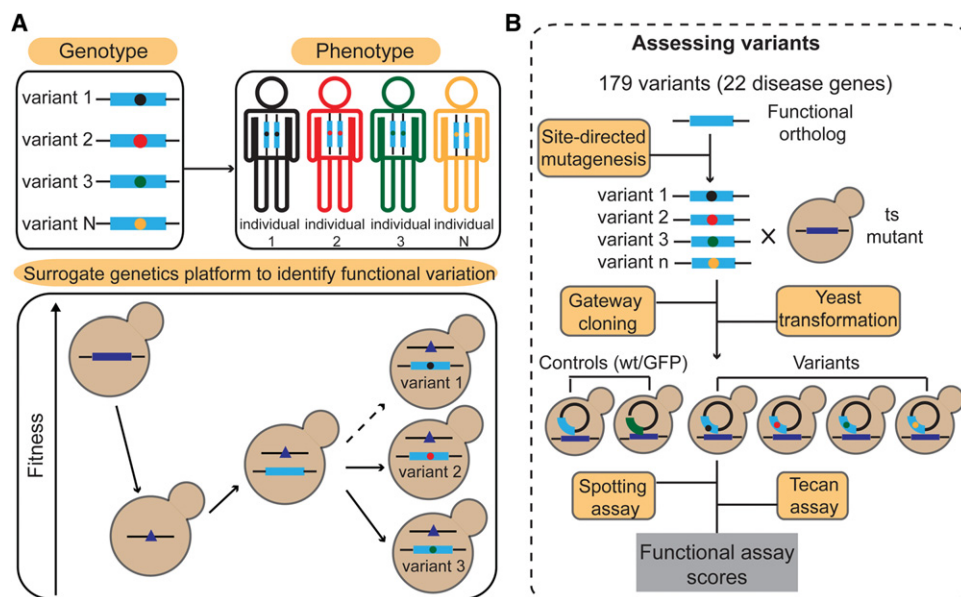 A
Genotype
Phenotype
variant 1
variant 2
variant 3
variant N
individual
1
individual
2
individual
3
individual
N
Surrogate genetics platform to identify functional variation
Fitness
variant 1
variant 2
variant 3
B
Assessing variants
179 variants (22 disease genes)
Functional
ortholog
Site-directed
mutagenesis
variant 1
variant 2
variant 3
variant n
X
ts
mutant
Gateway
cloning
Yeast
transformation
Controls (wt/GFP)
Variants
Spotting
assay
Tecan
assay
Functional assay
scores